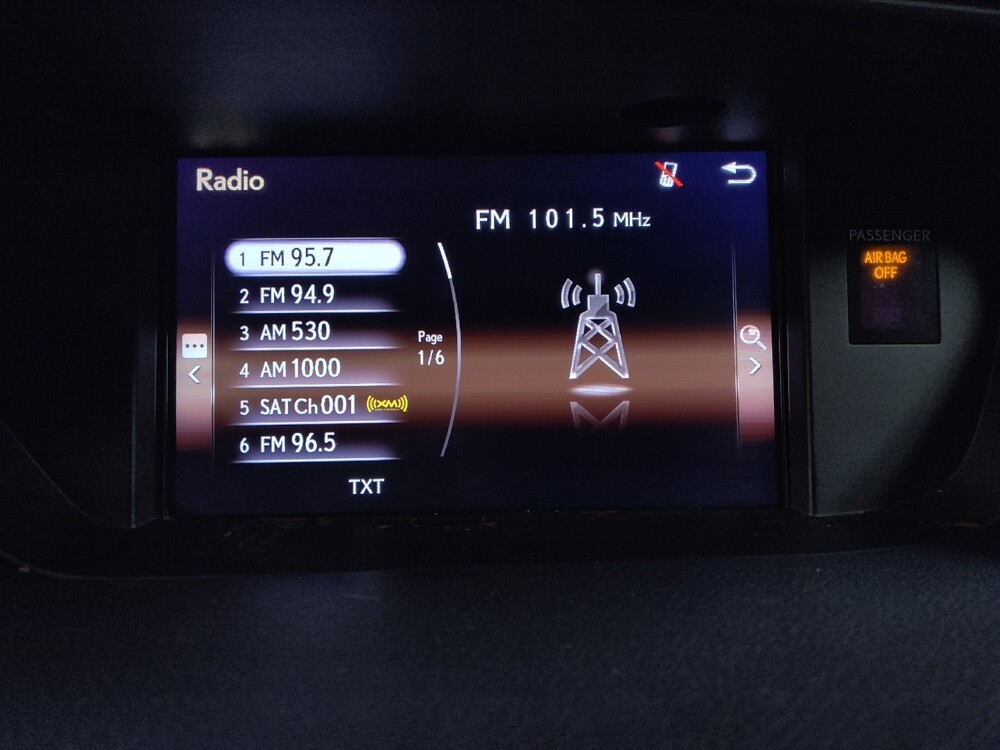 Radio
FM 101.5 MHz
1 FM 95.7
2 FM 94.9
3 AM 530
4 AM 1000
5 SAT Ch 001 ((XM))
6 FM 96.5
Page
1/6
TXT
PASSENGER
AIR BAG
OFF